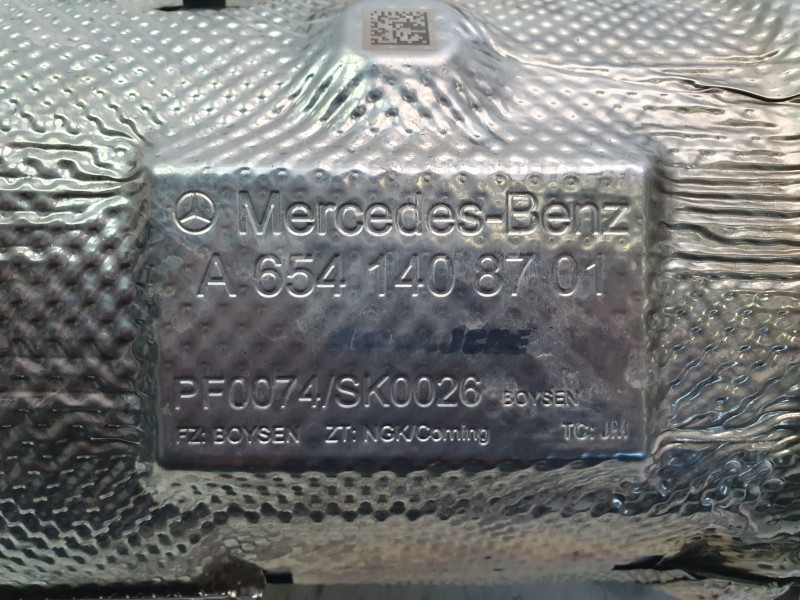 Mercedes-Benz
A 654 140 87 01
PF0074/SK0026 BOYSEN
FZ: BOYSEN ZT: NGK/Corning TC: JM